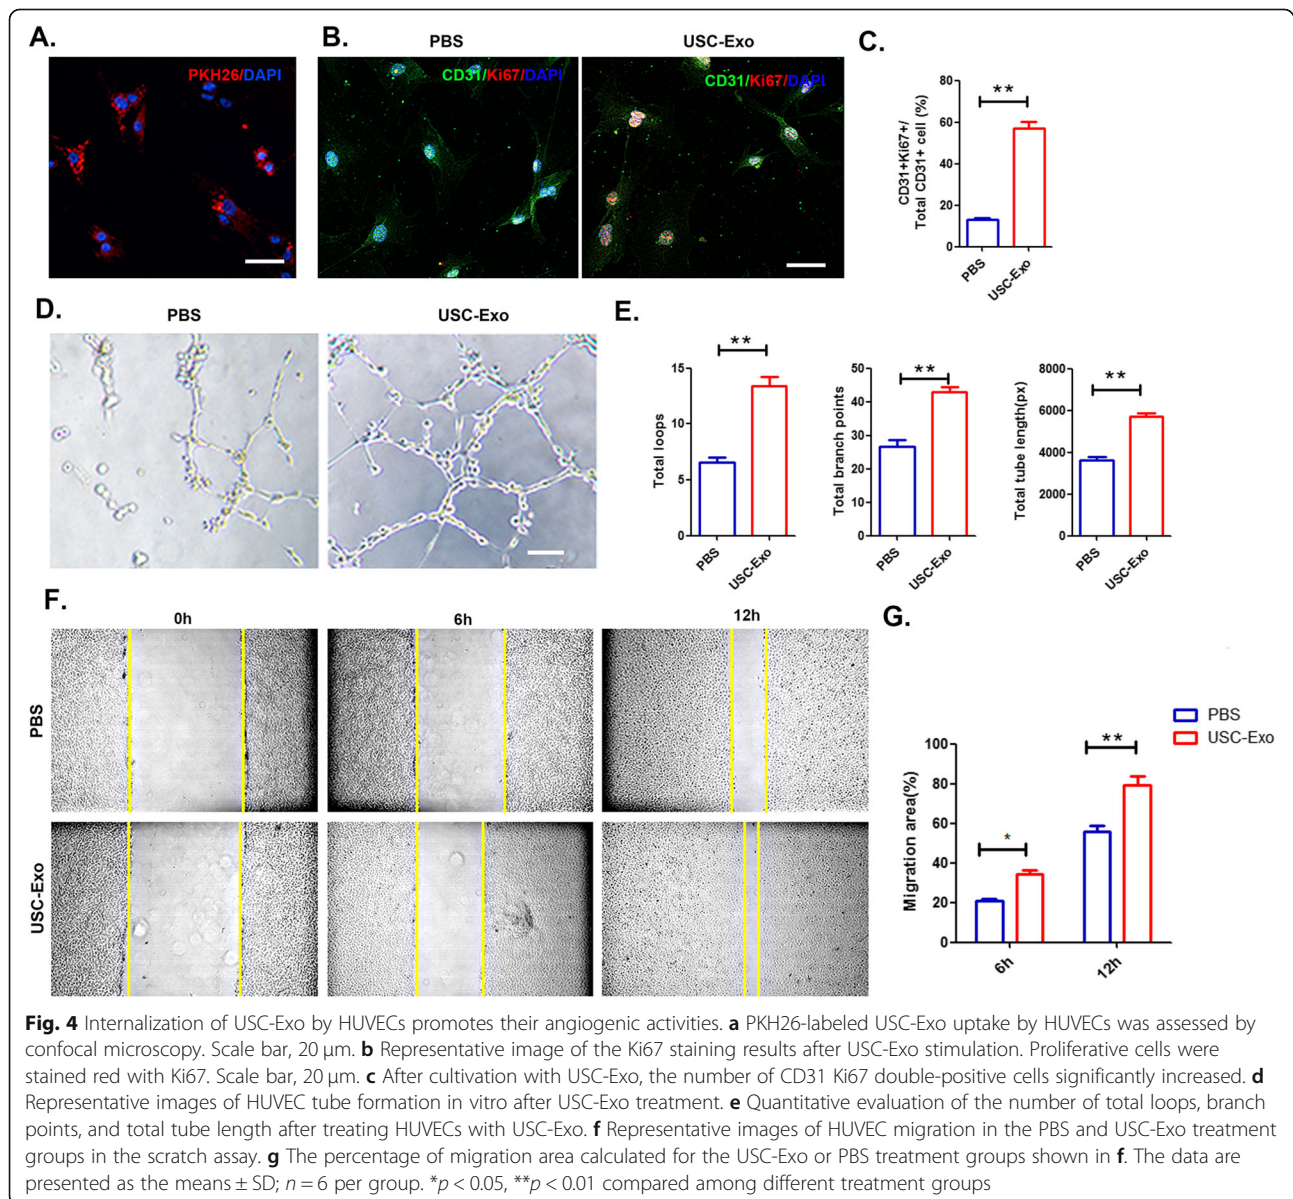 A.
PKH26/DAPI
B.
PBS
USC-Exo
CD31/Ki67/DAPI
CD31/Ki67/DAPI
C.
CD31+Ki67+/
Total CD31+ cell (%)
80
60
40
20
0
**
PBS
USC-Exo
D.
PBS
USC-Exo
E.
Total loops
15
10
5
0
**
PBS
USC-Exo
Total branch points
50
40
30
20
10
0
**
PBS
USC-Exo
Total tube length(px)
8000
6000
4000
2000
0
**
PBS
USC-Exo
F.
0h
6h
12h
PBS
USC-Exo
G.
PBS
USC-Exo
Migration area(%)
100
80
60
40
20
0
*
**
6h
12h
Fig. 4 Internalization of USC-Exo by HUVECs promotes their angiogenic activities. a PKH26-labeled USC-Exo uptake by HUVECs was assessed by
confocal microscopy. Scale bar, 20 μm. b Representative image of the Ki67 staining results after USC-Exo stimulation. Proliferative cells were
stained red with Ki67. Scale bar, 20 μm. c After cultivation with USC-Exo, the number of CD31 Ki67 double-positive cells significantly increased. d
Representative images of HUVEC tube formation in vitro after USC-Exo treatment. e Quantitative evaluation of the number of total loops, branch
points, and total tube length after treating HUVECs with USC-Exo. f Representative images of HUVEC migration in the PBS and USC-Exo treatment
groups in the scratch assay. g The percentage of migration area calculated for the USC-Exo or PBS treatment groups shown in f. The data are
presented as the means ± SD; n = 6 per group. *p < 0.05, **p < 0.01 compared among different treatment groups